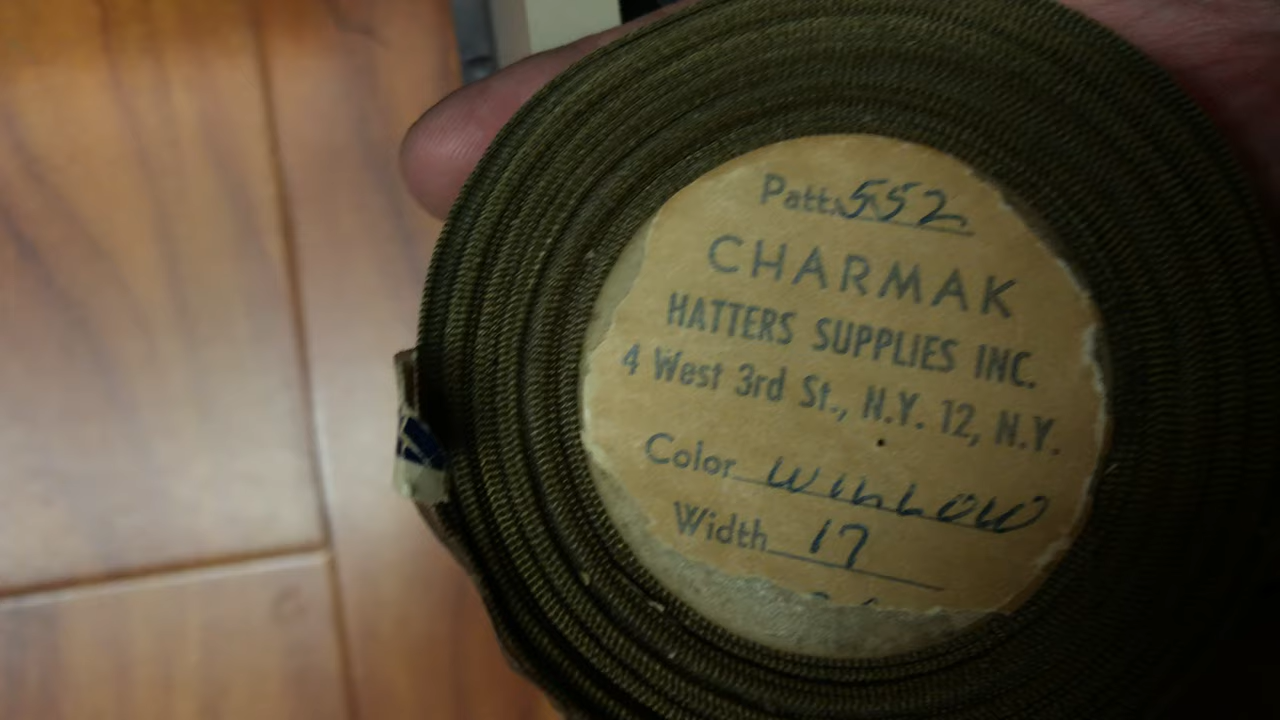 Patt. 552
CHARMAK
HATTERS SUPPLIES INC.
4 West 3rd St., N.Y. 12, N.Y.
Color WILLOW
Width 17